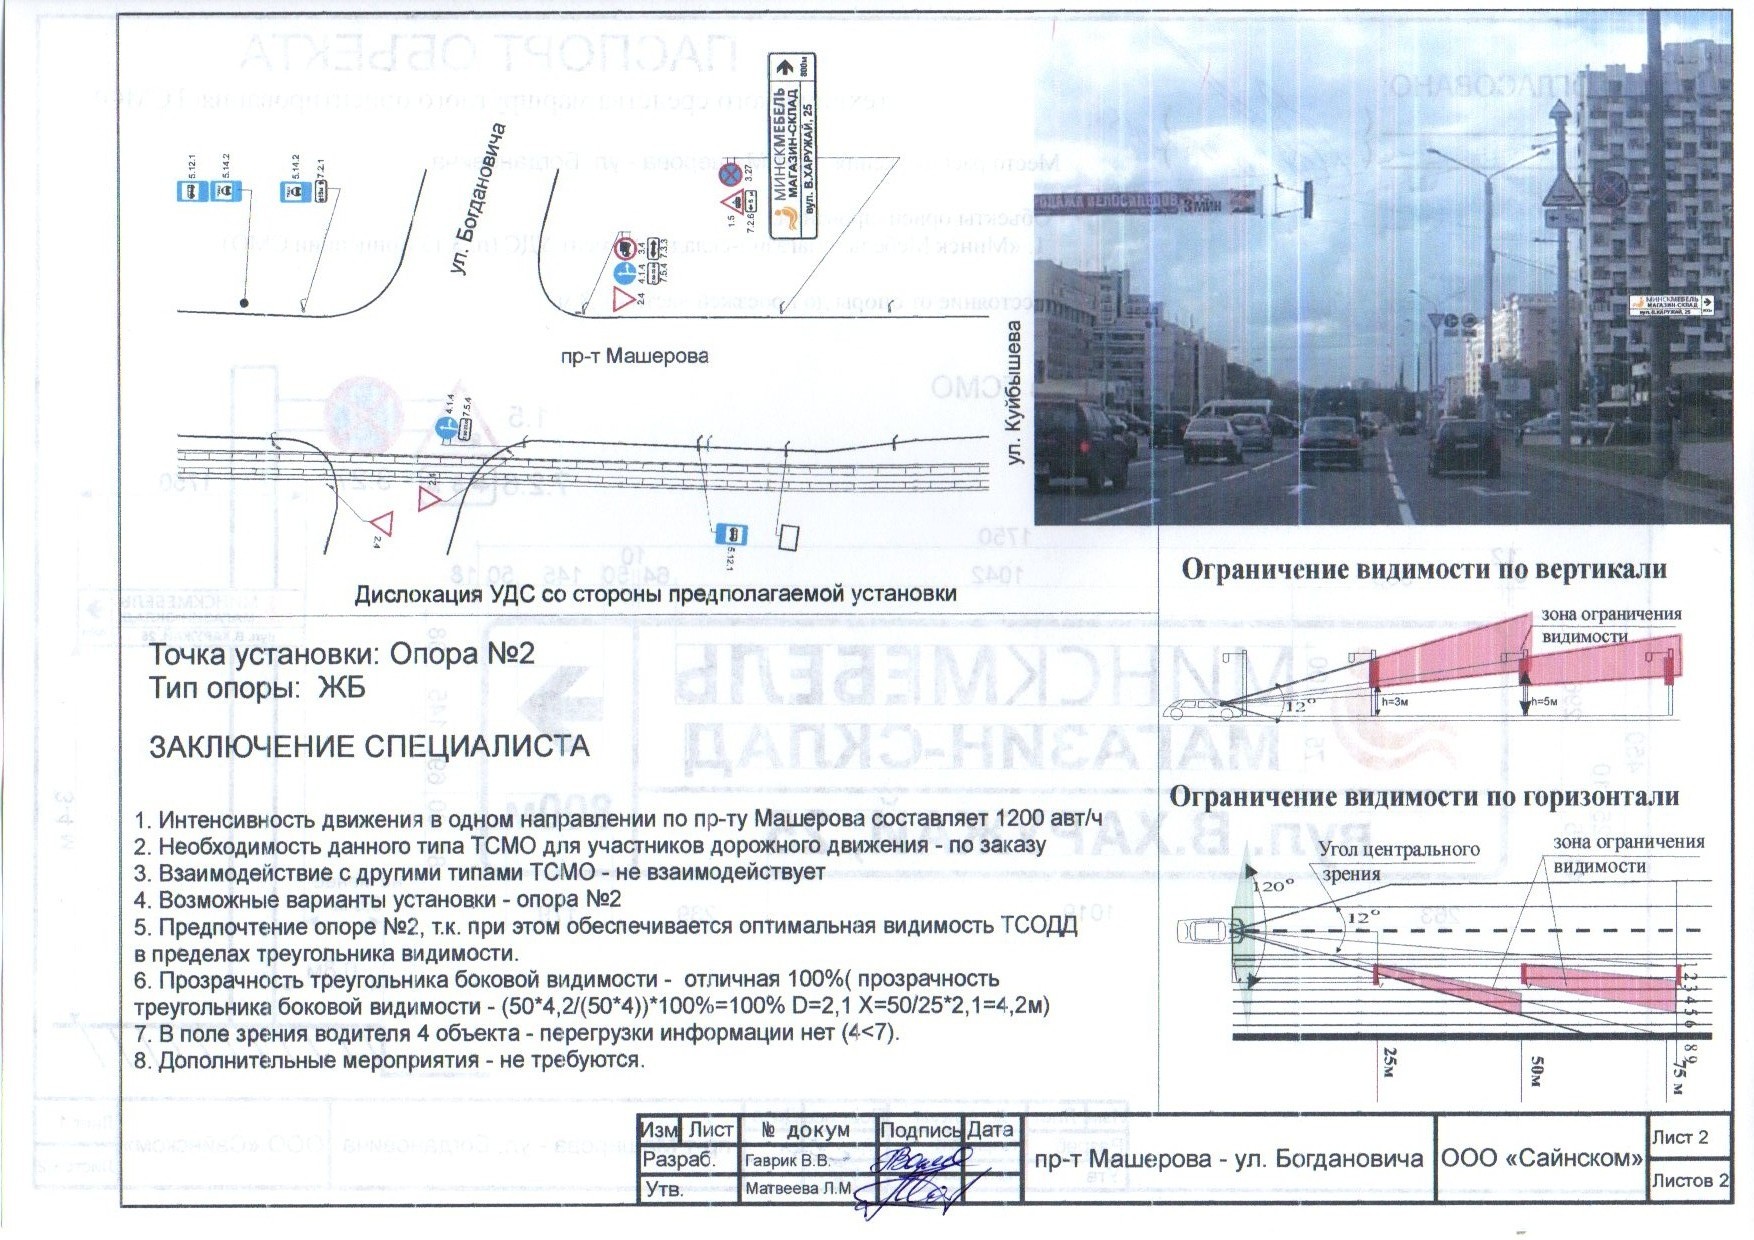 5.12.1
5.14.2
5.14.2
7.2.1
ул. Богдановича
МИНСКМЕБЕЛЬ
МАГАЗИН-СКЛАД
вул. В.ХАРУЖАЙ, 25
800м
3.27
1.5
7.2.6
3.4
7.3.3
4.1.4
7.5.4
2.4
пр-т Машерова
ул. Куйбышева
4.1.4
7.5.4
2.4
2.4
5.12.1
Дислокация УДС со стороны предполагаемой установки
3мин
МИНСКМЕБЕЛЬ
МАГАЗИН-СКЛАД
вул. В.ХАРУЖАЙ, 25
Точка установки: Опора №2
Тип опоры: ЖБ
ЗАКЛЮЧЕНИЕ СПЕЦИАЛИСТА
1. Интенсивность движения в одном направлении по пр-ту Машерова составляет 1200 авт/ч
2. Необходимость данного типа ТСМО для участников дорожного движения - по заказу
3. Взаимодействие с другими типами ТСМО - не взаимодействует
4. Возможные варианты установки - опора №2
5. Предпочтение опоре №2, т.к. при этом обеспечивается оптимальная видимость ТСОДД
в пределах треугольника видимости.
6. Прозрачность треугольника боковой видимости - отличная 100%( прозрачность
треугольника боковой видимости - (50*4,2/(50*4))*100%=100% D=2,1 X=50/25*2,1=4,2м)
7. В поле зрения водителя 4 объекта - перегрузки информации нет (4<7).
8. Дополнительные мероприятия - не требуются.
Ограничение видимости по вертикали
зона ограничения
видимости
12°
h=3м
h=5м
Ограничение видимости по горизонтали
Угол центрального
зрения
зона ограничения
видимости
120°
12°
1
2
3
4
5
6
8
9
25м
50м
75 м
Изм Лист № докум Подпись Дата
Разраб. Гаврик В.В.
Утв. Матвеева Л.М.
пр-т Машерова - ул. Богдановича
ООО «Сайнском»
Лист 2
Листов 2